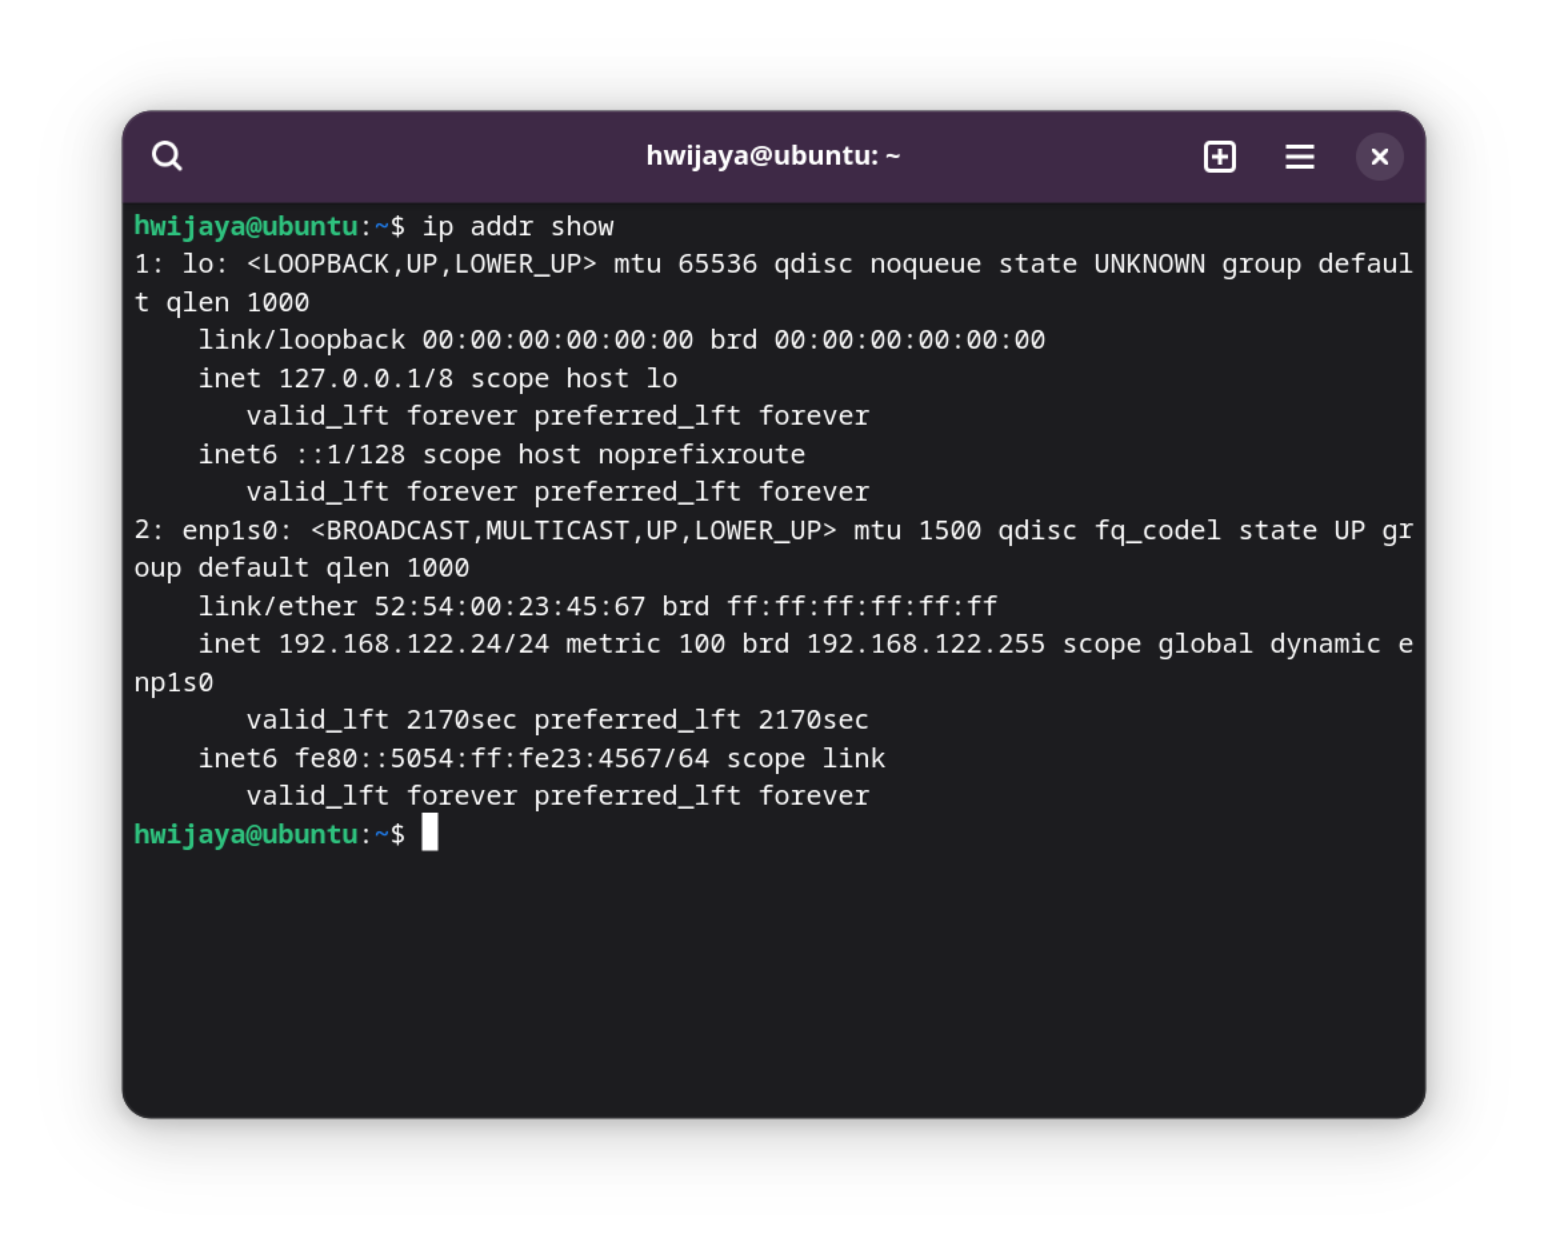 hwijaya@ubuntu: ~
hwijaya@ubuntu:~$ ip addr show
1: lo: <LOOPBACK,UP,LOWER_UP> mtu 65536 qdisc noqueue state UNKNOWN group defaul
t qlen 1000
    link/loopback 00:00:00:00:00:00 brd 00:00:00:00:00:00
    inet 127.0.0.1/8 scope host lo
       valid_lft forever preferred_lft forever
    inet6 ::1/128 scope host noprefixroute
       valid_lft forever preferred_lft forever
2: enp1s0: <BROADCAST,MULTICAST,UP,LOWER_UP> mtu 1500 qdisc fq_codel state UP gr
oup default qlen 1000
    link/ether 52:54:00:23:45:67 brd ff:ff:ff:ff:ff:ff
    inet 192.168.122.24/24 metric 100 brd 192.168.122.255 scope global dynamic e
np1s0
       valid_lft 2170sec preferred_lft 2170sec
    inet6 fe80::5054:ff:fe23:4567/64 scope link
       valid_lft forever preferred_lft forever
hwijaya@ubuntu:~$